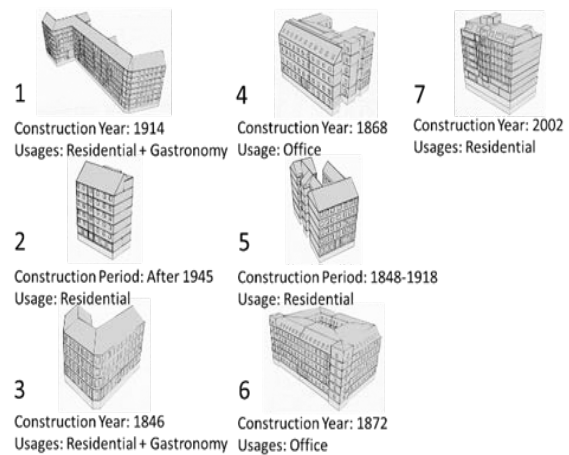 1
Construction Year: 1914
Usages: Residential + Gastronomy
2
Construction Period: After 1945
Usage: Residential
3
Construction Year: 1846
Usages: Residential + Gastronomy
4
Construction Year: 1868
Usage: Office
5
Construction Period: 1848-1918
Usage: Residential
6
Construction Year: 1872
Usages: Office
7
Construction Year: 2002
Usages: Residential